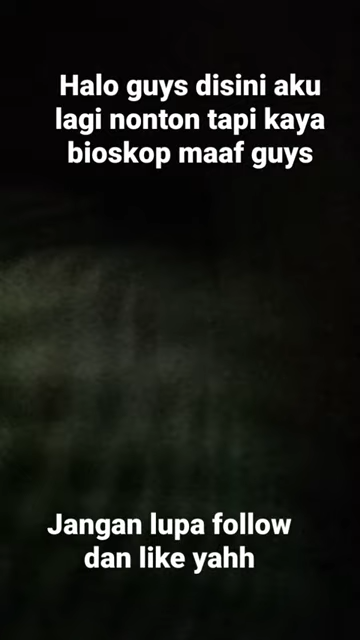 Halo guys disini aku
lagi nonton tapi kaya
bioskop maaf guys
Jangan lupa follow
dan like yahh